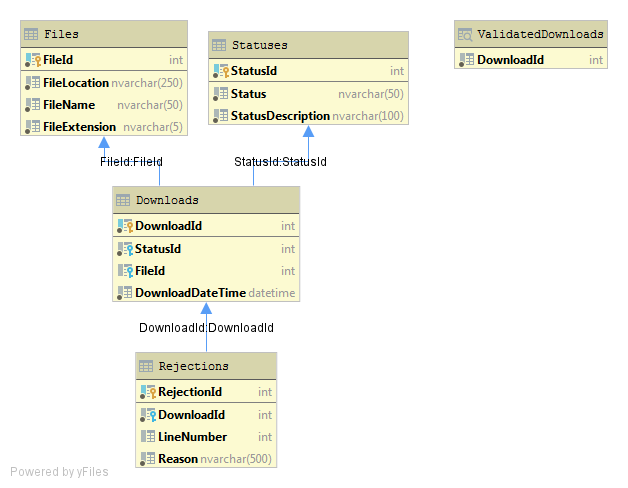 Files
FileId int
FileLocation nvarchar(250)
FileName nvarchar(50)
FileExtension nvarchar(5)
Statuses
StatusId int
Status nvarchar(50)
StatusDescription nvarchar(100)
ValidatedDownloads
DownloadId int
FileId:FileId
StatusId:StatusId
Downloads
DownloadId int
StatusId int
FileId int
DownloadDateTime datetime
DownloadId:DownloadId
Rejections
RejectionId int
DownloadId int
LineNumber int
Reason nvarchar(500)
Powered by yFiles